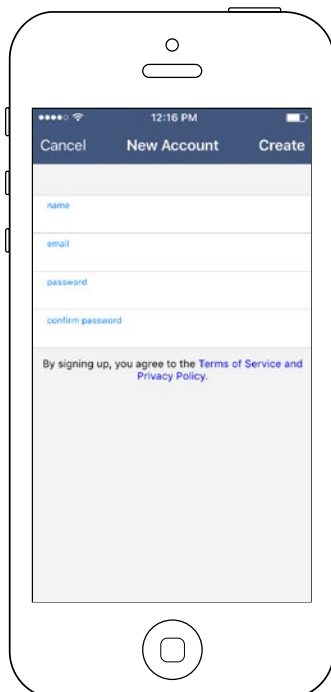 12:16 PM
Cancel New Account Create
name
email
password
confirm password
By signing up, you agree to the Terms of Service and
Privacy Policy.